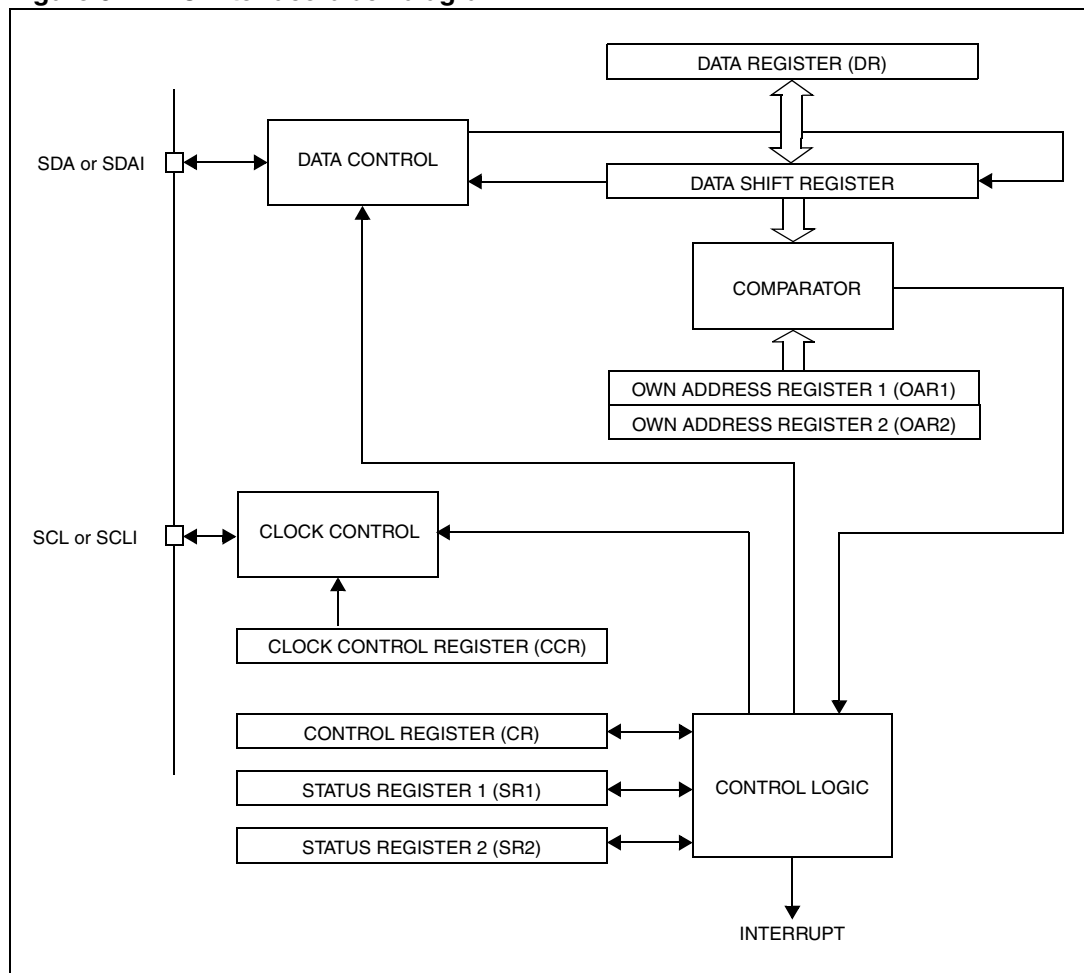 DATA REGISTER (DR)
SDA or SDAI
DATA CONTROL
DATA SHIFT REGISTER
COMPARATOR
OWN ADDRESS REGISTER 1 (OAR1)
OWN ADDRESS REGISTER 2 (OAR2)
SCL or SCLI
CLOCK CONTROL
CLOCK CONTROL REGISTER (CCR)
CONTROL REGISTER (CR)
STATUS REGISTER 1 (SR1)
CONTROL LOGIC
STATUS REGISTER 2 (SR2)
INTERRUPT